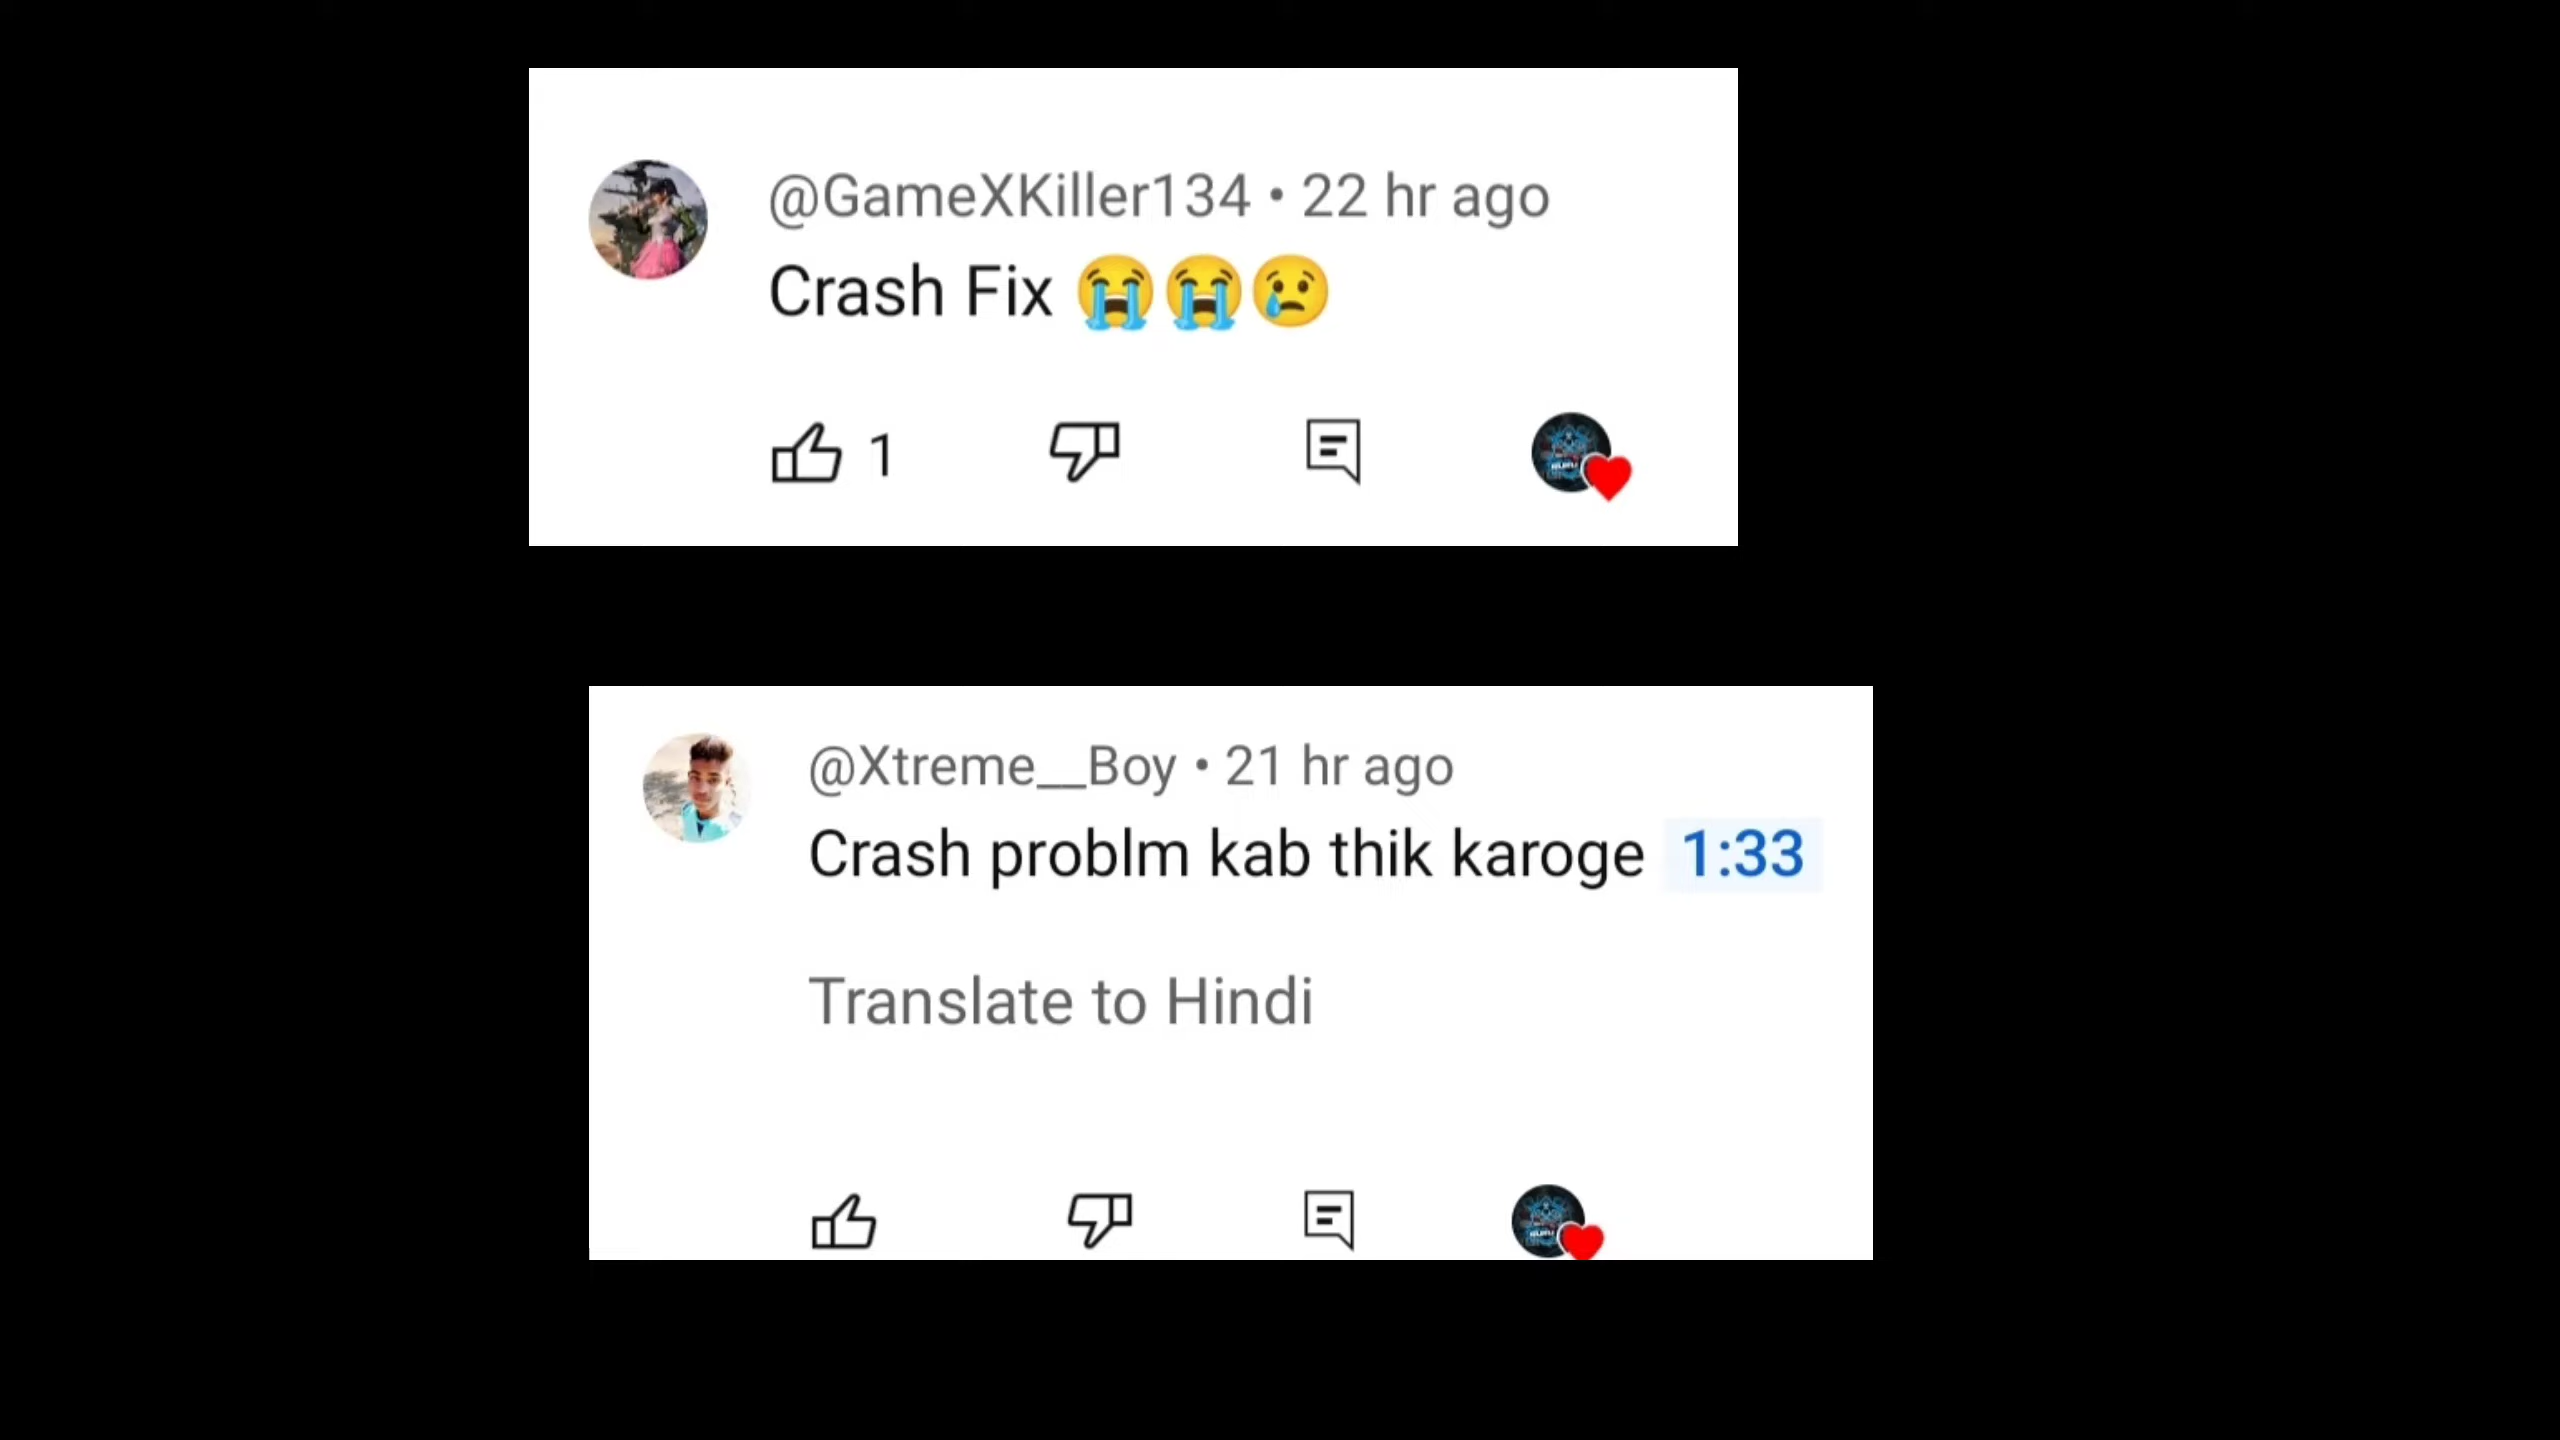 @GameXKiller134 • 22 hr ago
Crash Fix 😭😭😢
1
@Xtreme__Boy • 21 hr ago
Crash problm kab thik karoge 1:33
Translate to Hindi